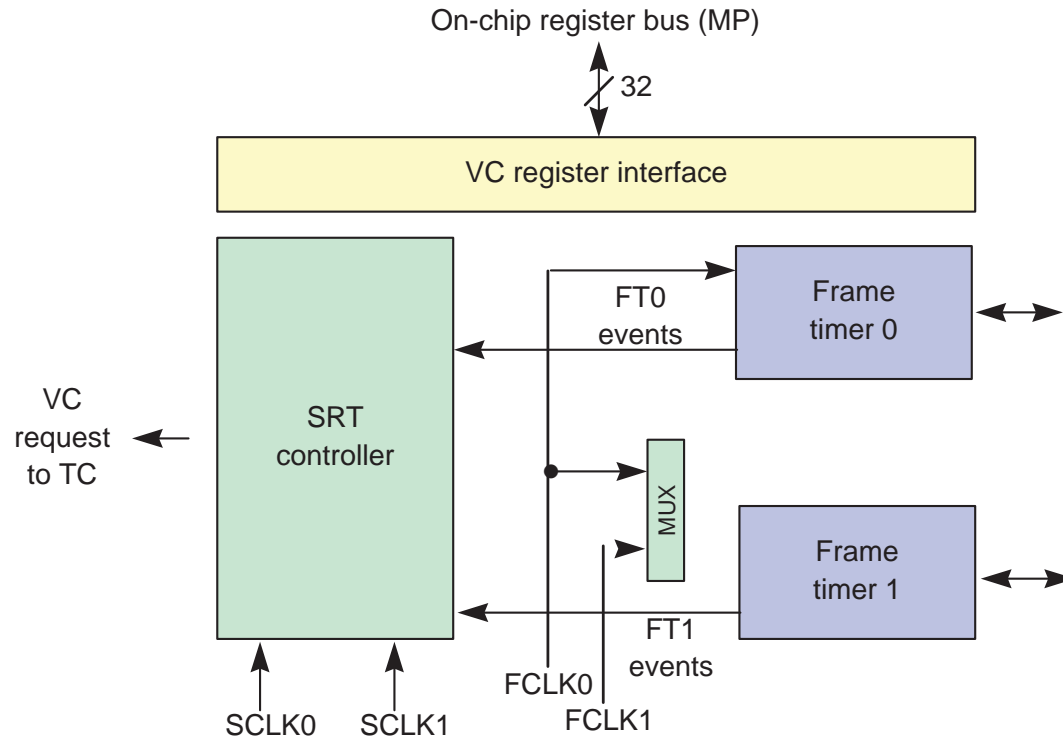 On-chip register bus (MP)
32
VC register interface
FT0
events
Frame
timer 0
VC
request
to TC
SRT
controller
MUX
Frame
timer 1
FT1
events
FCLK0
FCLK1
SCLK0
SCLK1